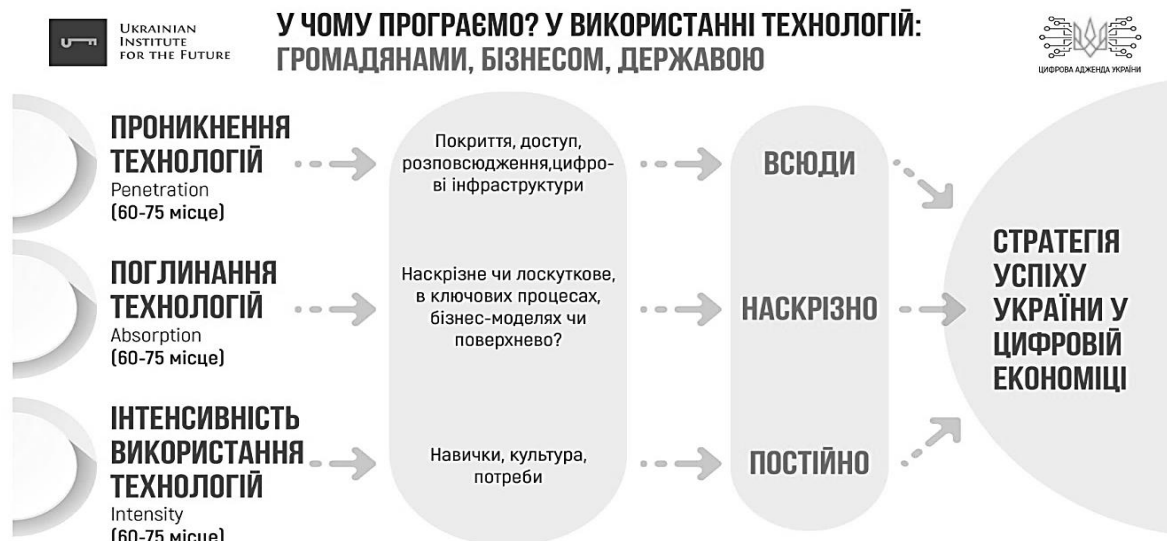 UKRAINIAN
INSTITUTE
FOR THE FUTURE
У ЧОМУ ПРОГРАЄМО? У ВИКОРИСТАННІ ТЕХНОЛОГІЙ:
ГРОМАДЯНАМИ, БІЗНЕСОМ, ДЕРЖАВОЮ
ЦИФРОВА АДЖЕНДА УКРАЇНИ
ПРОНИКНЕННЯ
ТЕХНОЛОГІЙ
Penetration
(60-75 місце)
Покриття, доступ,
розповсюдження,цифро-
ві інфраструктури
ВСЮДИ
ПОГЛИНАННЯ
ТЕХНОЛОГІЙ
Absorption
(60-75 місце)
Наскрізне чи лоскуткове,
в ключових процесах,
бізнес-моделях чи
поверхнево?
НАСКРІЗНО
ІНТЕНСИВНІСТЬ
ВИКОРИСТАННЯ
ТЕХНОЛОГІЙ
Intensity
(60-75 місце)
Навички, культура,
потреби
ПОСТІЙНО
СТРАТЕГІЯ
УСПІХУ
УКРАЇНИ У
ЦИФРОВІЙ
ЕКОНОМІЦІ